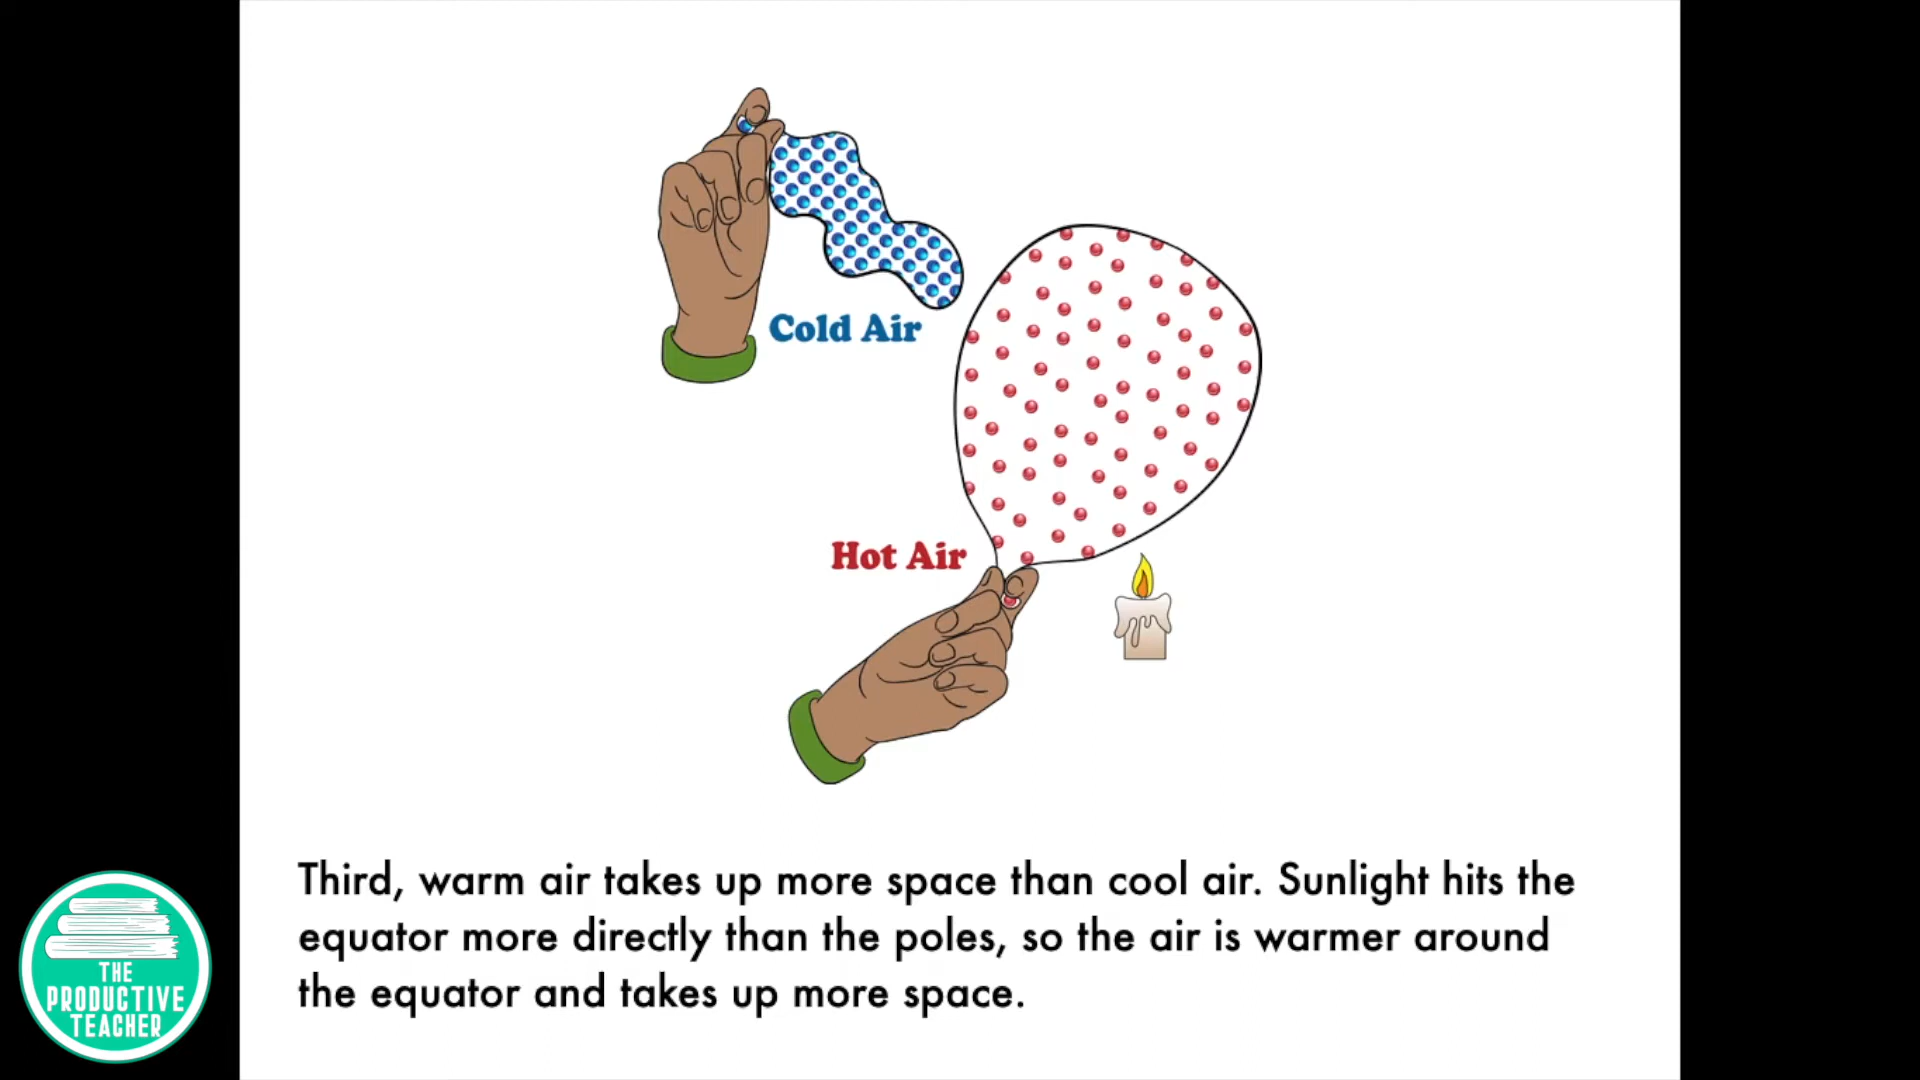 Cold Air
Hot Air
Third, warm air takes up more space than cool air. Sunlight hits the
equator more directly than the poles, so the air is warmer around
the equator and takes up more space.
THE
PRODUCTIVE
TEACHER